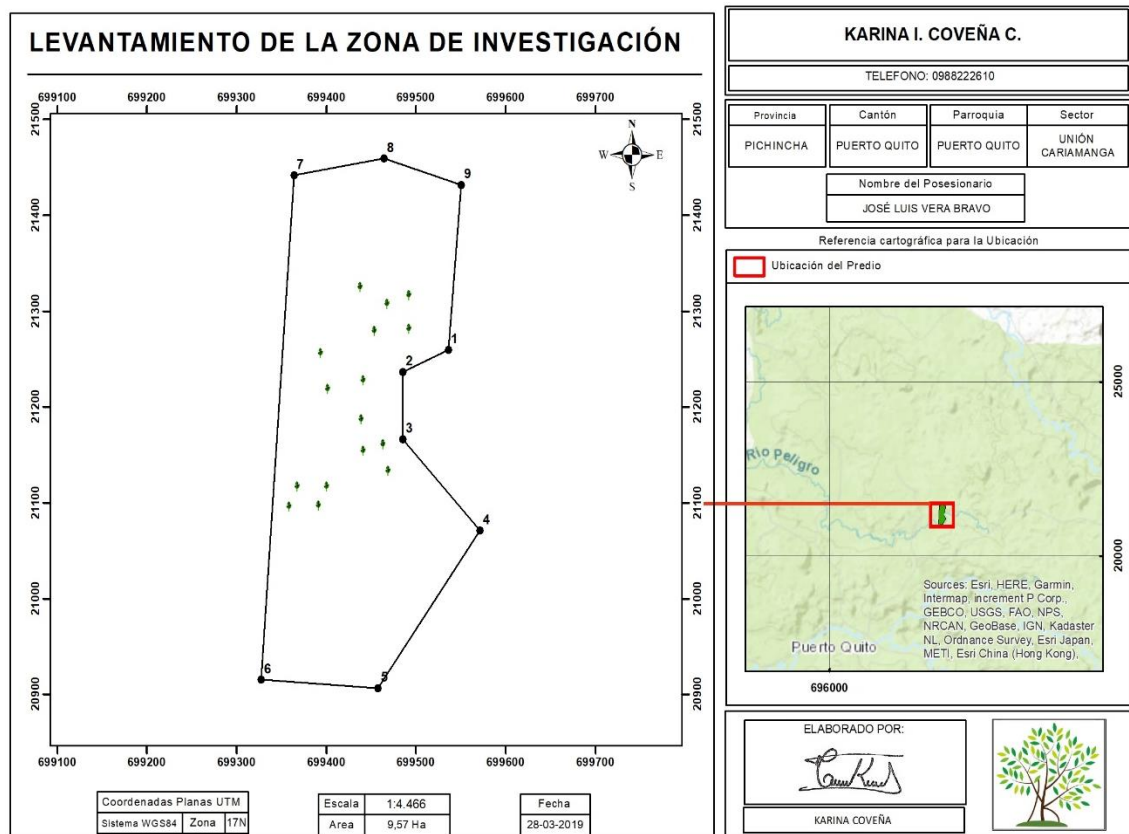 LEVANTAMIENTO DE LA ZONA DE INVESTIGACIÓN
699100 699200 699300 699400 699500 699600 699700
21500
21400
21300
21200
21100
21000
20900
21500
21400
21300
21200
21100
21000
20900
N
W E
S
7
8
9
1
2
3
4
5
6
699100 699200 699300 699400 699500 699600 699700
Coordenadas Planas UTM
Sistema WGS84 Zona 17N
Escala 1:4.466
Area 9,57 Ha
Fecha
28-03-2019
KARINA I. COVEÑA C.
TELEFONO: 0988222610
Provincia Cantón Parroquia Sector
PICHINCHA PUERTO QUITO PUERTO QUITO UNIÓN
CARIAMANGA
Nombre del Posesionario
JOSÉ LUIS VERA BRAVO
Referencia cartográfica para la Ubicación
Ubicación del Predio
25000
Rio Peligro
20000
Sources: Esri, HERE, Garmin,
Intermap, increment P Corp.,
GEBCO, USGS, FAO, NPS,
NRCAN, GeoBase, IGN, Kadaster
NL, Ordnance Survey, Esri Japan,
METI, Esri China (Hong Kong),
Puerto Quito
696000
ELABORADO POR:
KARINA COVEÑA